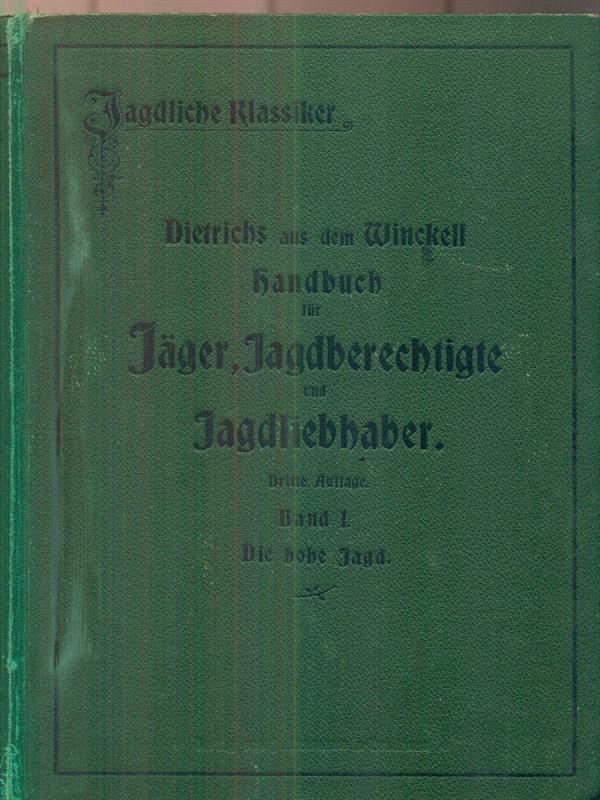 Jagdliche Klassiker
Dietrichs aus dem Winckell
Handbuch
für
Jäger, Jagdberechtigte
und
Jagdliebhaber.
Dritte Auflage.
Band I.
Die hohe Jagd.